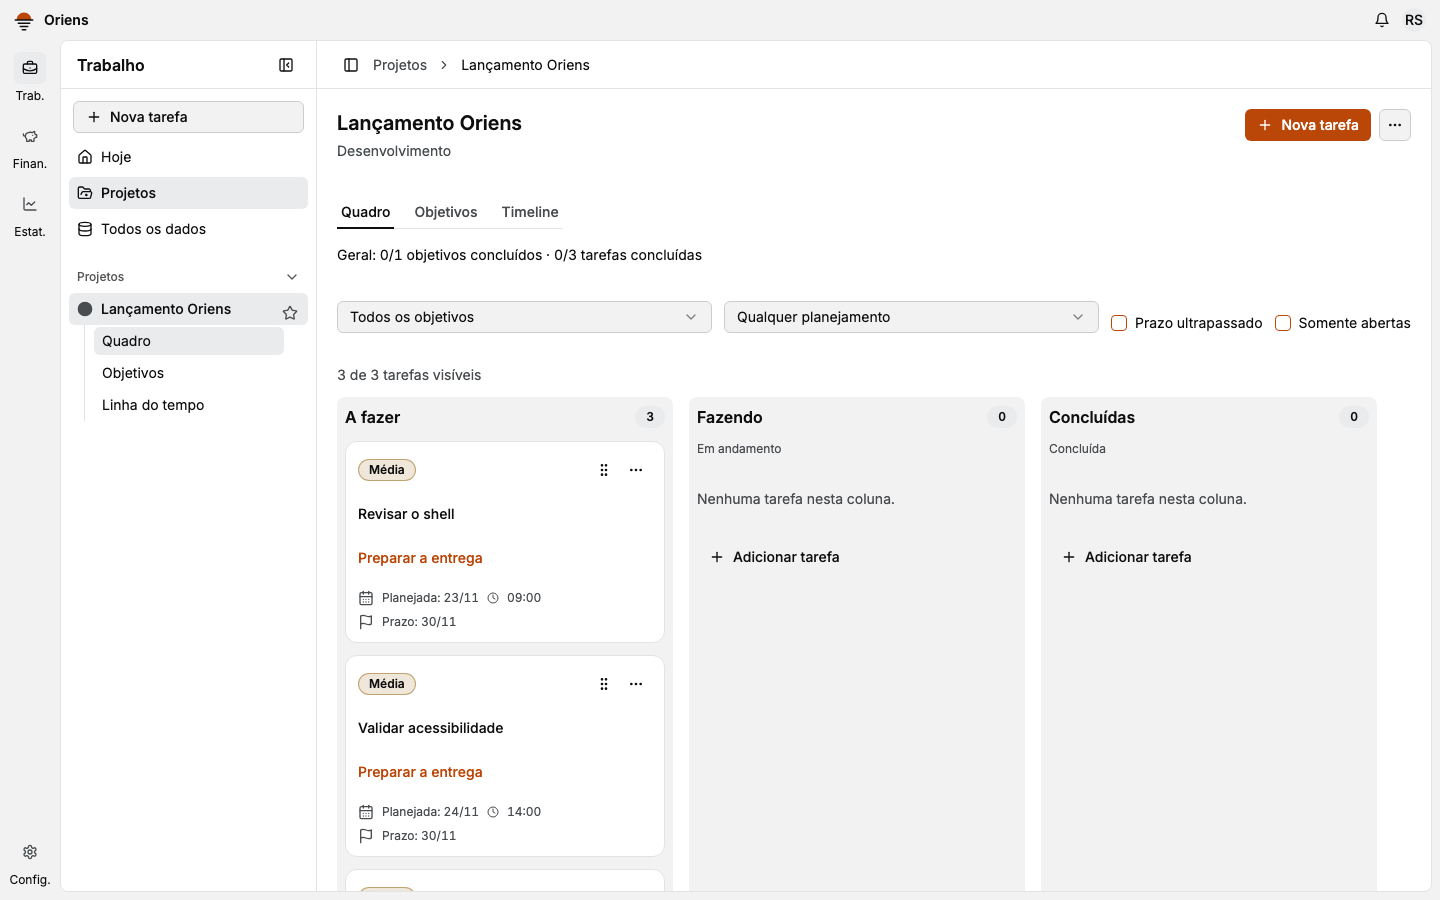 Oriens
RS
Trab.
Finan.
Estat.
Config.
Trabalho
Nova tarefa
Hoje
Projetos
Todos os dados
Projetos
Lançamento Oriens
Quadro
Objetivos
Linha do tempo
Projetos > Lançamento Oriens
Lançamento Oriens
Desenvolvimento
Nova tarefa
Quadro Objetivos Timeline
Geral: 0/1 objetivos concluídos · 0/3 tarefas concluídas
Todos os objetivos
Qualquer planejamento
Prazo ultrapassado
Somente abertas
3 de 3 tarefas visíveis
A fazer 3
Média
Revisar o shell
Preparar a entrega
Planejada: 23/11 09:00
Prazo: 30/11
Média
Validar acessibilidade
Preparar a entrega
Planejada: 24/11 14:00
Prazo: 30/11
Fazendo 0
Em andamento
Nenhuma tarefa nesta coluna.
Adicionar tarefa
Concluídas 0
Concluída
Nenhuma tarefa nesta coluna.
Adicionar tarefa